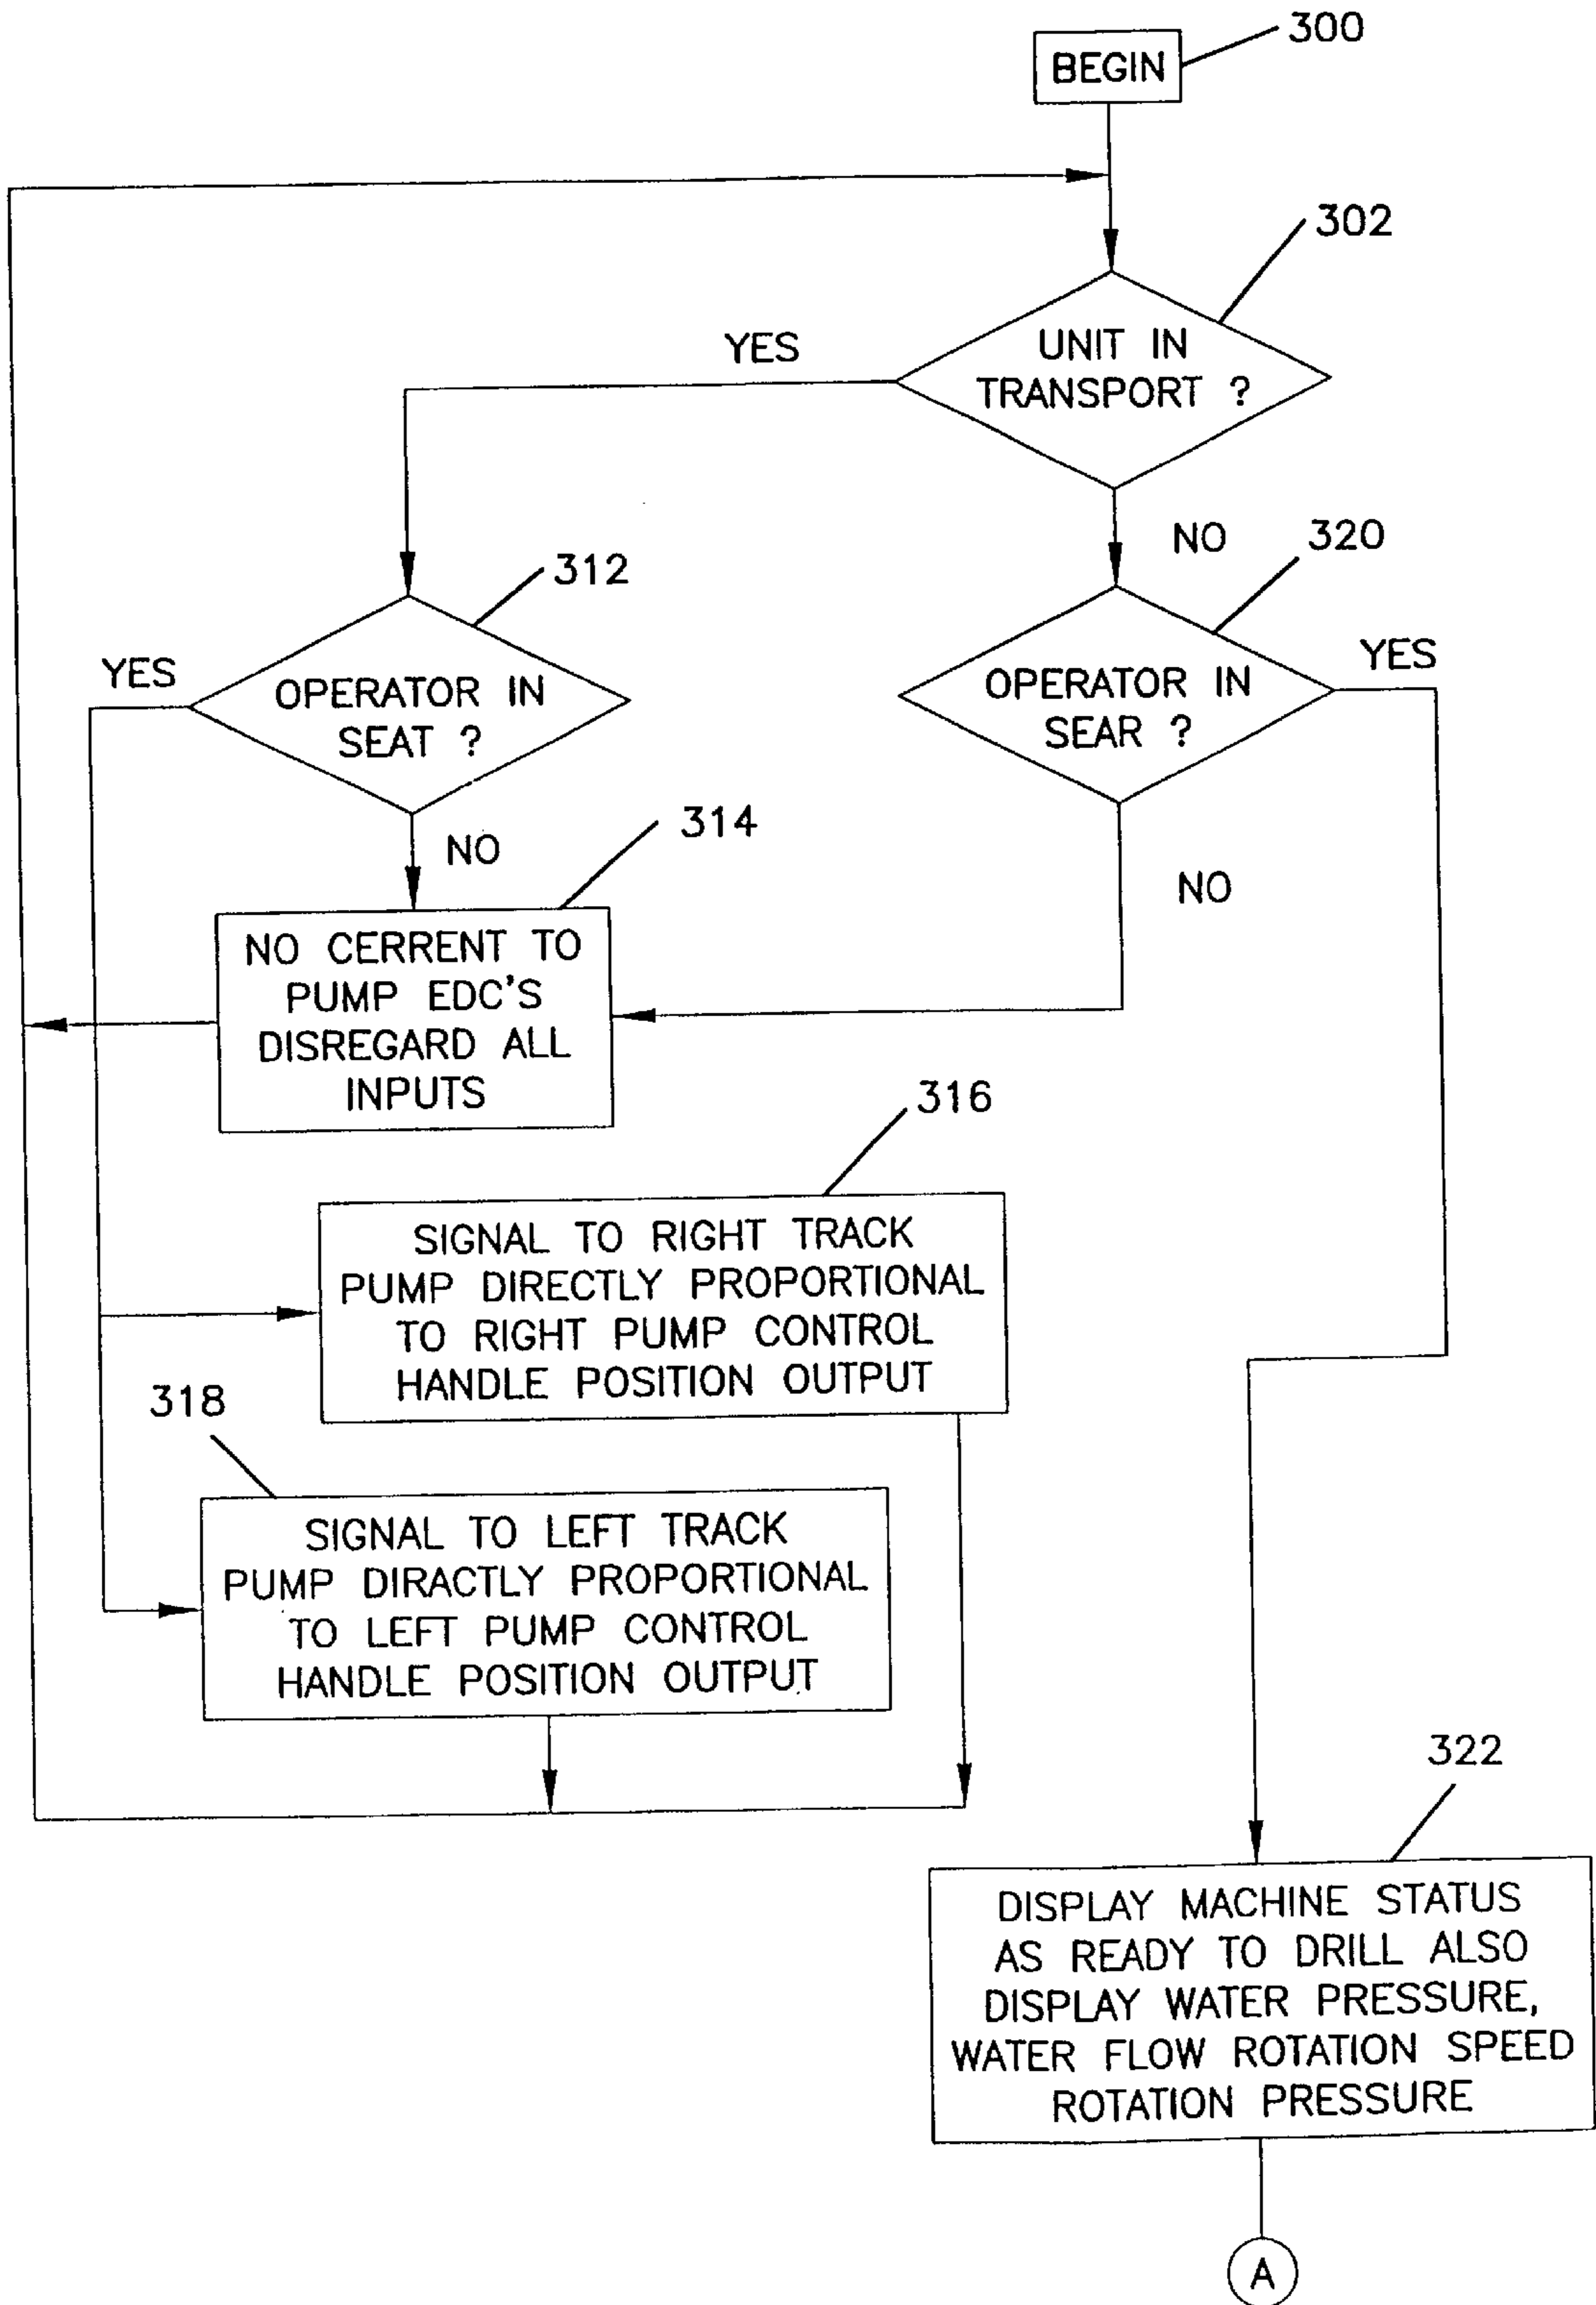 300
BEGIN
302
YES
UNIT IN
TRANSPORT ?
NO
320
312
YES
OPERATOR IN
SEAT ?
OPERATOR IN
SEAR ?
YES
NO
314
NO
NO CERRENT TO
PUMP EDC'S
DISREGARD ALL
INPUTS
316
SIGNAL TO RIGHT TRACK
PUMP DIRECTLY PROPORTIONAL
TO RIGHT PUMP CONTROL
HANDLE POSITION OUTPUT
318
SIGNAL TO LEFT TRACK
PUMP DIRACTLY PROPORTIONAL
TO LEFT PUMP CONTROL
HANDLE POSITION OUTPUT
322
DISPLAY MACHINE STATUS
AS READY TO DRILL ALSO
DISPLAY WATER PRESSURE,
WATER FLOW ROTATION SPEED
ROTATION PRESSURE
A